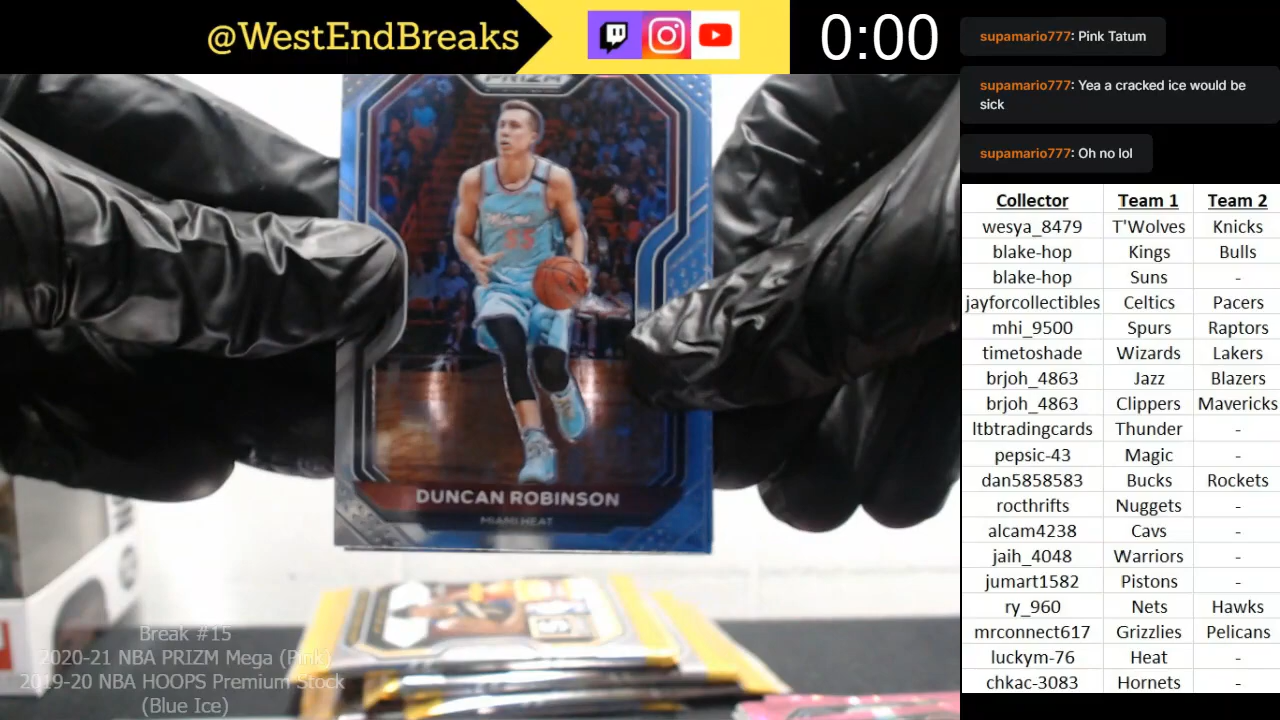 @WestEndBreaks
0:00
supamario777: Pink Tatum
supamario777: Yea a cracked ice would be
sick
supamario777: Oh no lol
Collector Team 1 Team 2
wesya_8479 T'Wolves Knicks
blake-hop Kings Bulls
blake-hop Suns -
jayforcollectibles Celtics Pacers
mhi_9500 Spurs Raptors
timetoshade Wizards Lakers
brjoh_4863 Jazz Blazers
brjoh_4863 Clippers Mavericks
ltbtradingcards Thunder -
pepsic-43 Magic -
dan5858583 Bucks Rockets
rocthrifts Nuggets -
alcam4238 Cavs -
jaih_4048 Warriors -
jumart1582 Pistons -
ry_960 Nets Hawks
mrconnect617 Grizzlies Pelicans
luckym-76 Heat -
chkac-3083 Hornets -
PRIZM
55
DUNCAN ROBINSON
MIAMI HEAT
Break #15
2020-21 NBA PRIZM Mega (Pink)
2019-20 NBA HOOPS Premium Stock
(Blue Ice)